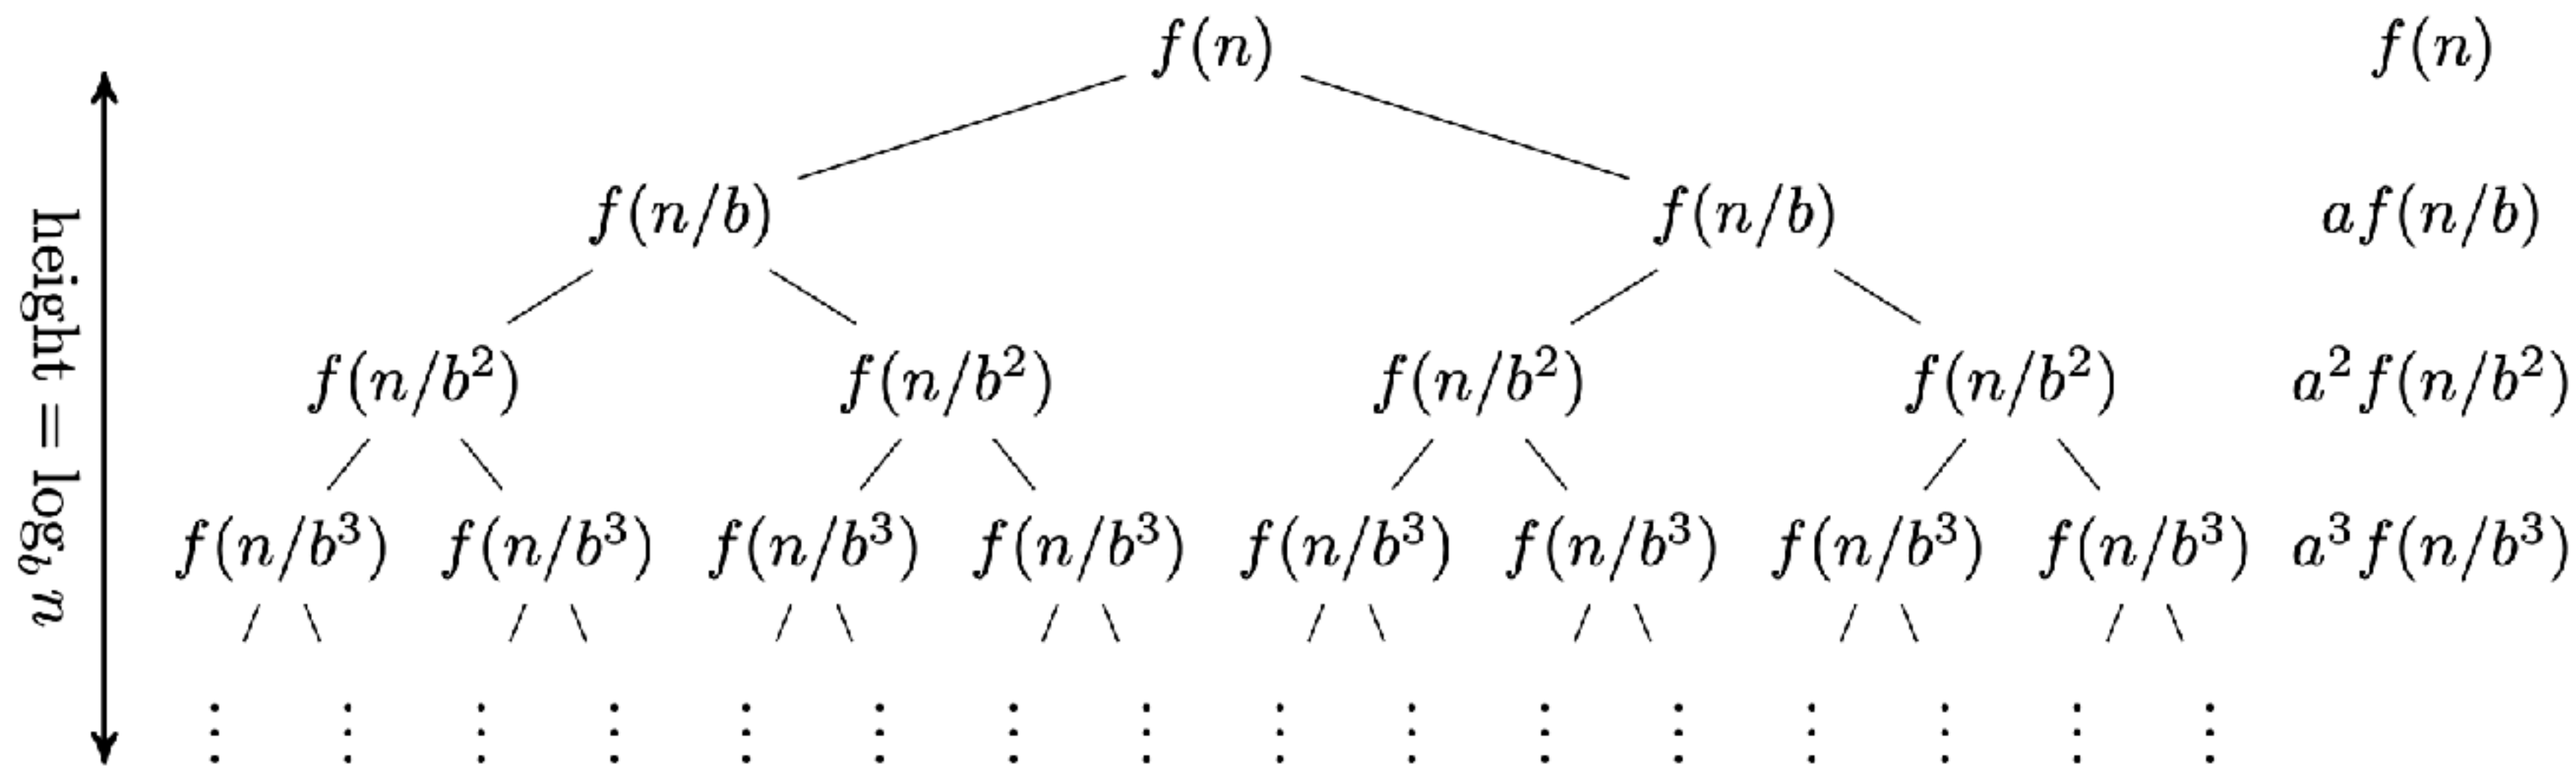 f(n) f(n)
f(n/b) f(n/b) af(n/b)
f(n/b²) f(n/b²) f(n/b²) f(n/b²) a²f(n/b²)
f(n/b³) f(n/b³) f(n/b³) f(n/b³) f(n/b³) f(n/b³) f(n/b³) f(n/b³) a³f(n/b³)
⋮ ⋮ ⋮ ⋮ ⋮ ⋮ ⋮ ⋮ ⋮ ⋮ ⋮ ⋮ ⋮ ⋮ ⋮ ⋮
height = log_b n